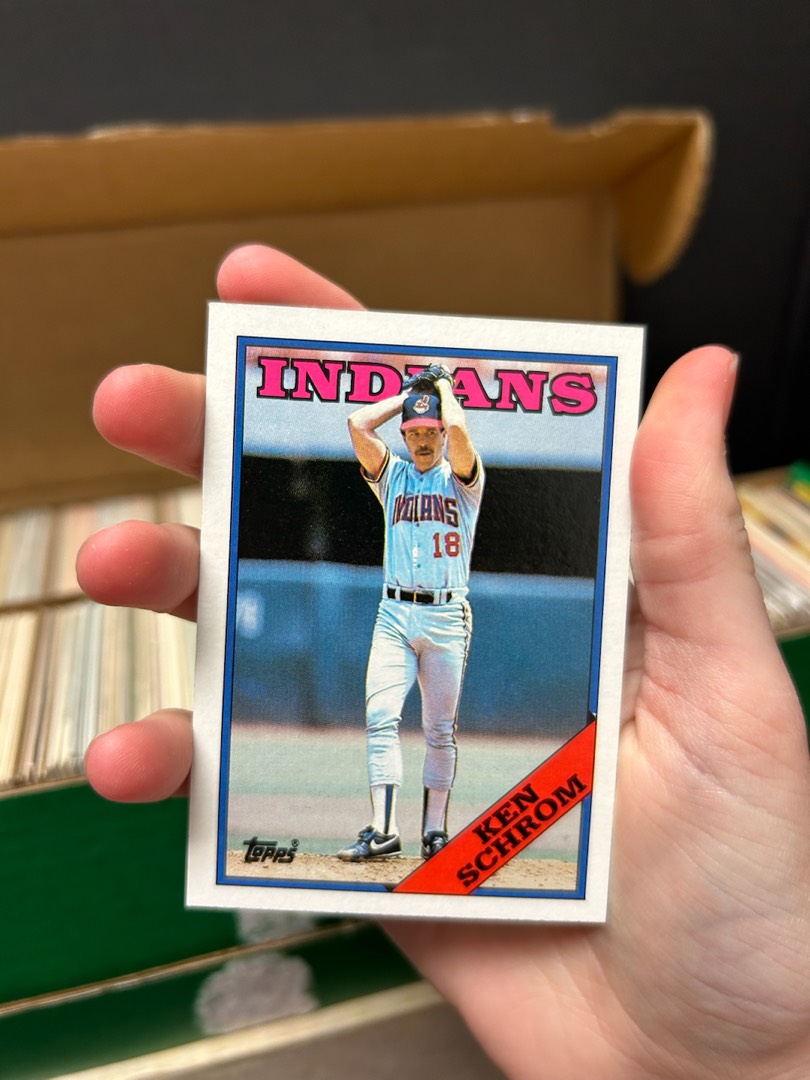 INDIANS
INDIANS
18
KEN
SCHROM
Topps®